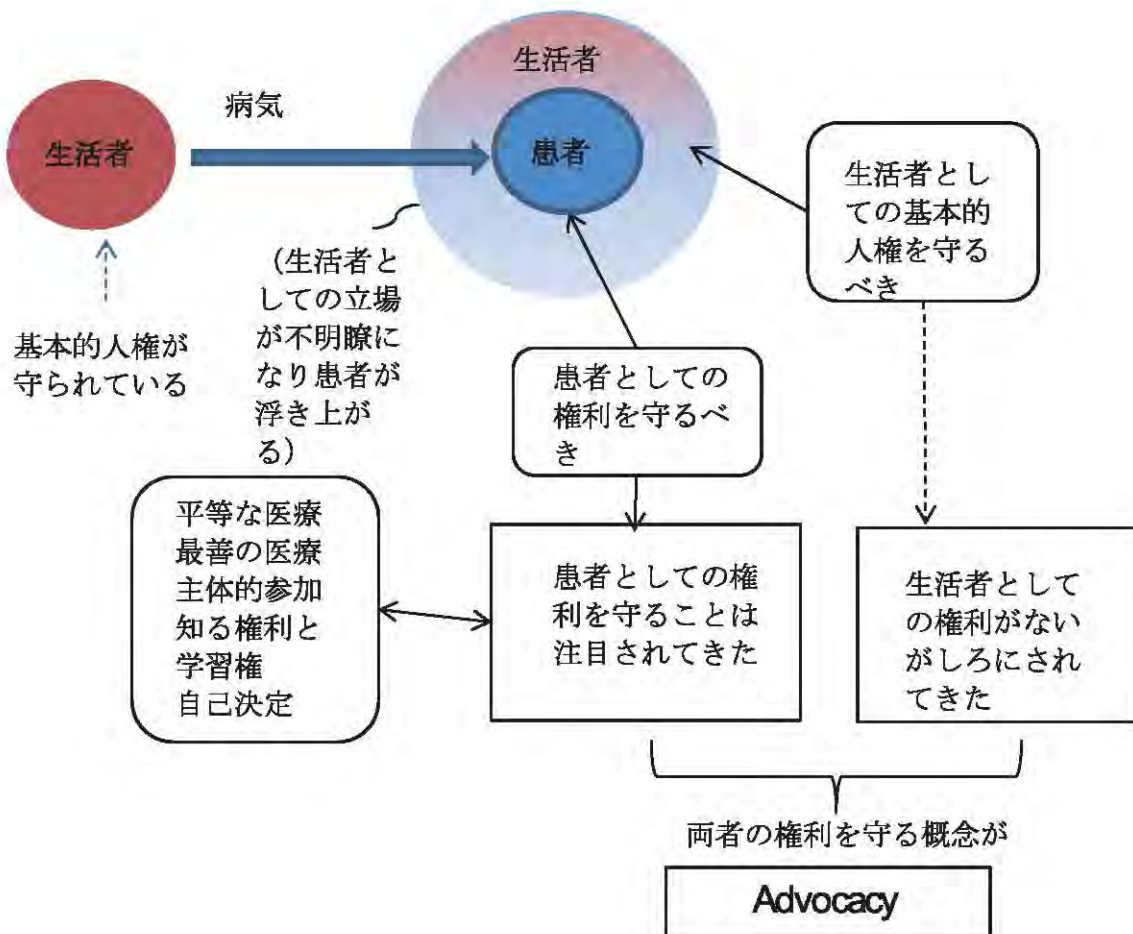 生活者
病気
生活者
患者
基本的人権が
守られている
（生活者と
しての立場
が不明瞭に
なり患者が
浮き上が
る）
生活者とし
ての基本的
人権を守る
べき
患者としての
権利を守るべ
き
平等な医療
最善の医療
主体的参加
知る権利と
学習権
自己決定
患者としての権
利を守ることは
注目されてきた
生活者として
の権利がない
がしろにされ
てきた
両者の権利を守る概念が
Advocacy